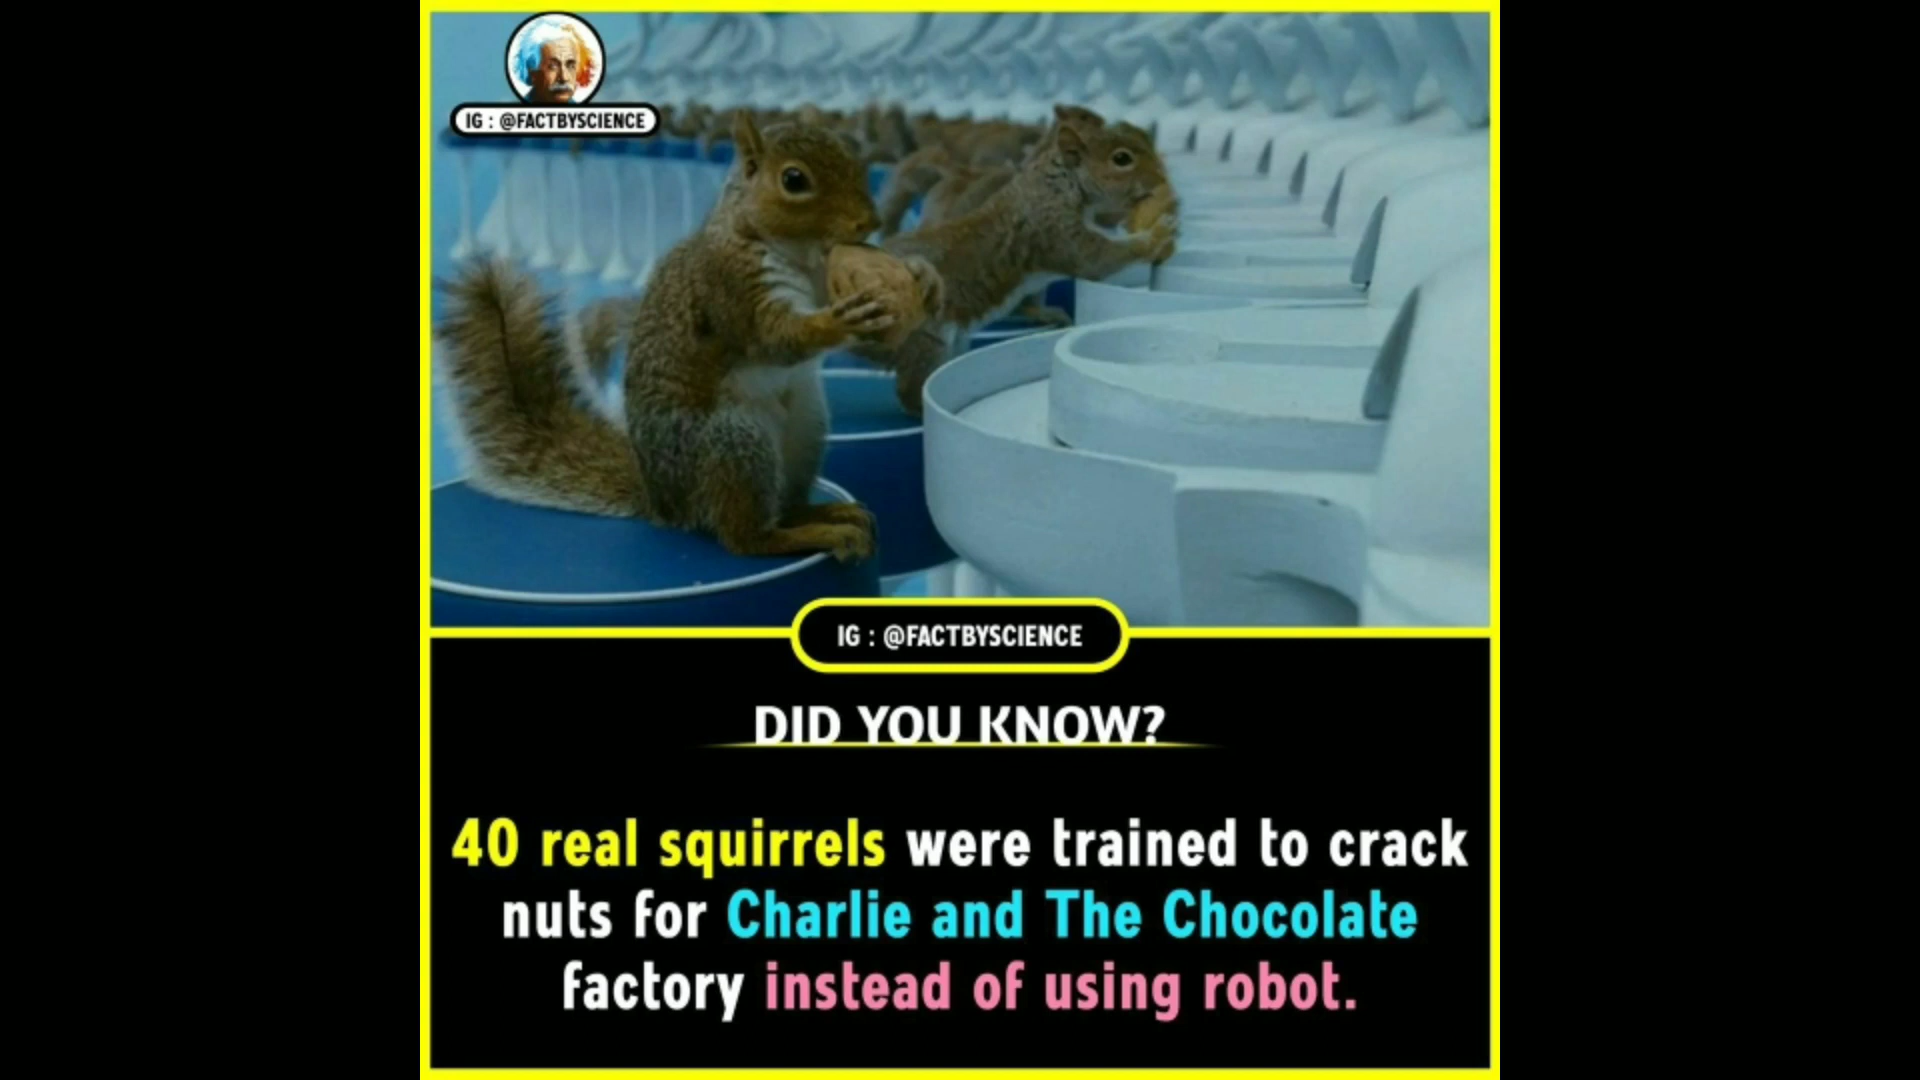 IG : @FACTBYSCIENCE
IG : @FACTBYSCIENCE
DID YOU KNOW?
40 real squirrels were trained to crack
nuts for Charlie and The Chocolate
factory instead of using robot.